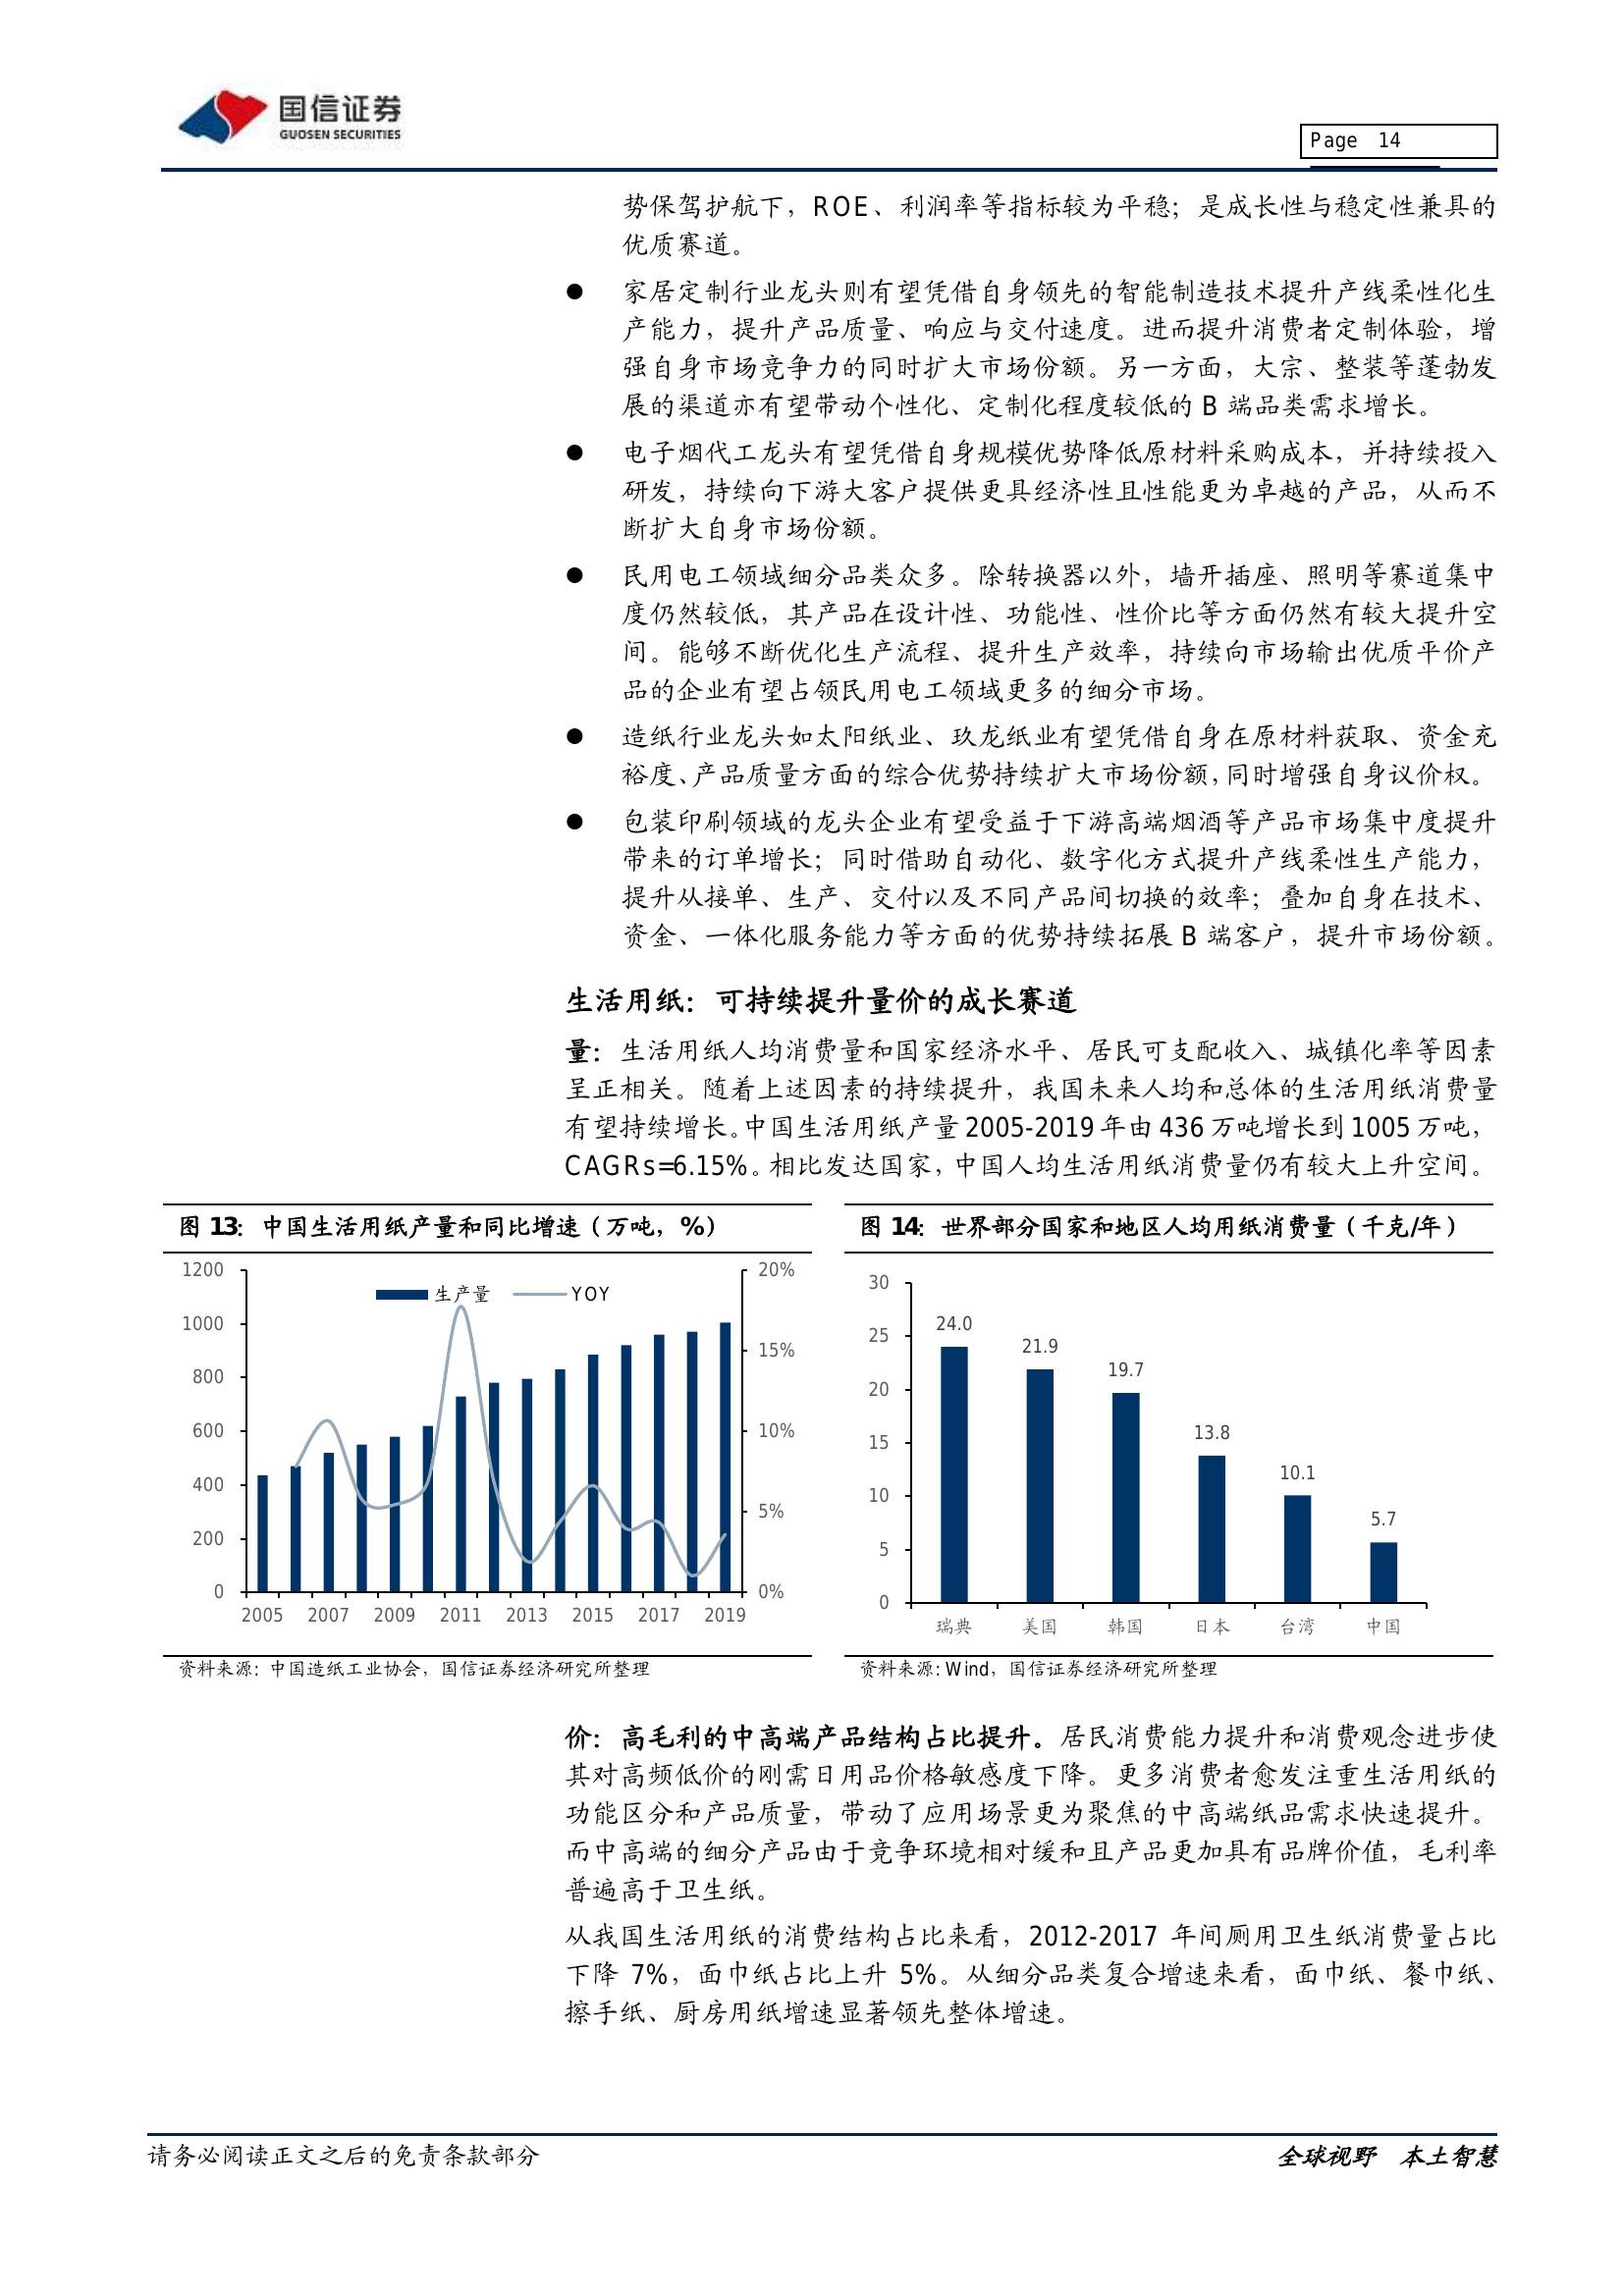 国信证券
GUOSEN SECURITIES
Page 14
势保驾护航下，ROE、利润率等指标较为平稳；是成长性与稳定性兼具的
优质赛道。
● 家居定制行业龙头则有望凭借自身领先的智能制造技术提升产线柔性化生
产能力，提升产品质量、响应与交付速度。进而提升消费者定制体验，增
强自身市场竞争力的同时扩大市场份额。另一方面，大宗、整装等蓬勃发
展的渠道亦有望带动个性化、定制化程度较低的 B 端品类需求增长。
● 电子烟代工龙头有望凭借自身规模优势降低原材料采购成本，并持续投入
研发，持续向下游大客户提供更具经济性且性能更为卓越的产品，从而不
断扩大自身市场份额。
● 民用电工领域细分品类众多。除转换器以外，墙开插座、照明等赛道集中
度仍然较低，其产品在设计性、功能性、性价比等方面仍然有较大提升空
间。能够不断优化生产流程、提升生产效率，持续向市场输出优质平价产
品的企业有望占领民用电工领域更多的细分市场。
● 造纸行业龙头如太阳纸业、玖龙纸业有望凭借自身在原材料获取、资金充
裕度、产品质量方面的综合优势持续扩大市场份额，同时增强自身议价权。
● 包装印刷领域的龙头企业有望受益于下游高端烟酒等产品市场集中度提升
带来的订单增长；同时借助自动化、数字化方式提升产线柔性生产能力，
提升从接单、生产、交付以及不同产品间切换的效率；叠加自身在技术、
资金、一体化服务能力等方面的优势持续拓展 B 端客户，提升市场份额。
生活用纸：可持续提升量价的成长赛道
量：生活用纸人均消费量和国家经济水平、居民可支配收入、城镇化率等因素
呈正相关。随着上述因素的持续提升，我国未来人均和总体的生活用纸消费量
有望持续增长。中国生活用纸产量 2005-2019 年由 436 万吨增长到 1005 万吨，
CAGRs=6.15%。相比发达国家，中国人均生活用纸消费量仍有较大上升空间。
图 13：中国生活用纸产量和同比增速（万吨，%）
1200
1000
800
600
400
200
0
生产量 YOY
20%
15%
10%
5%
0%
2005 2007 2009 2011 2013 2015 2017 2019
资料来源：中国造纸工业协会，国信证券经济研究所整理
图 14：世界部分国家和地区人均用纸消费量（千克/年）
30
25
20
15
10
5
0
24.0
21.9
19.7
13.8
10.1
5.7
瑞典 美国 韩国 日本 台湾 中国
资料来源: Wind，国信证券经济研究所整理
价：高毛利的中高端产品结构占比提升。居民消费能力提升和消费观念进步使
其对高频低价的刚需日用品价格敏感度下降。更多消费者愈发注重生活用纸的
功能区分和产品质量，带动了应用场景更为聚焦的中高端纸品需求快速提升。
而中高端的细分产品由于竞争环境相对缓和且产品更加具有品牌价值，毛利率
普遍高于卫生纸。
从我国生活用纸的消费结构占比来看，2012-2017 年间厕用卫生纸消费量占比
下降 7%，面巾纸占比上升 5%。从细分品类复合增速来看，面巾纸、餐巾纸、
擦手纸、厨房用纸增速显著领先整体增速。
请务必阅读正文之后的免责条款部分
全球视野 本土智慧